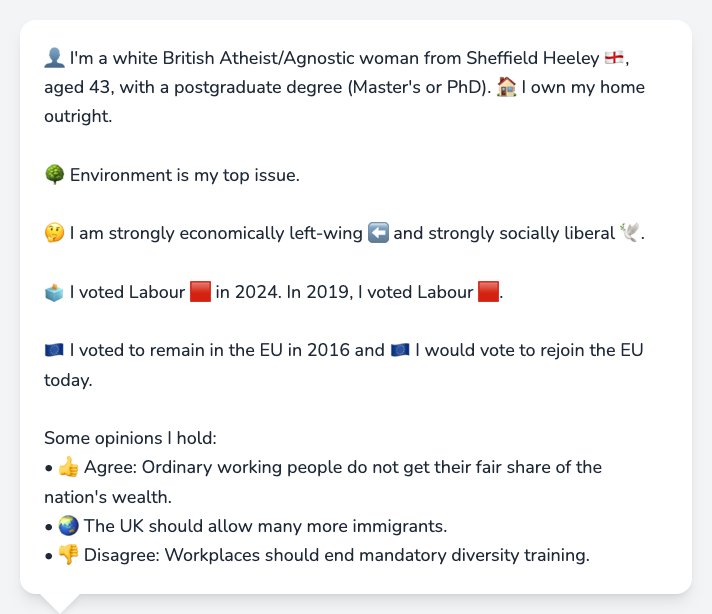 👤 I'm a white British Atheist/Agnostic woman from Sheffield Heeley 🏴󠁧󠁢󠁥󠁮󠁧󠁿,
aged 43, with a postgraduate degree (Master's or PhD). 🏠 I own my home
outright.
🌳 Environment is my top issue.
🤔 I am strongly economically left-wing ⬅️ and strongly socially liberal 🕊️.
🗳️ I voted Labour 🟥 in 2024. In 2019, I voted Labour 🟥.
🇪🇺 I voted to remain in the EU in 2016 and 🇪🇺 I would vote to rejoin the EU
today.
Some opinions I hold:
• 👍 Agree: Ordinary working people do not get their fair share of the
nation's wealth.
• 🌏 The UK should allow many more immigrants.
• 👎 Disagree: Workplaces should end mandatory diversity training.